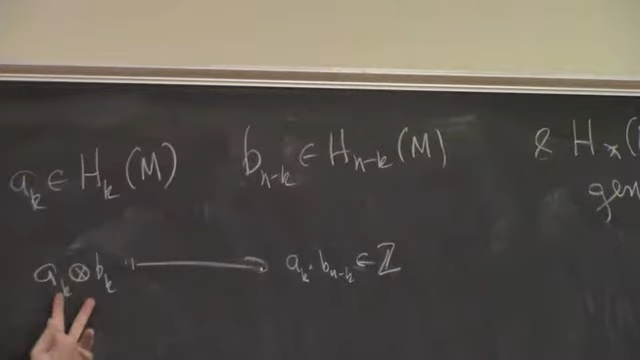 a_k ∈ H_k(M) b_{n-k} ∈ H_{n-k}(M) & H_*(
gen
a_k ⊗ b_k ↦ a_k · b_{n-k} ∈ ℤ